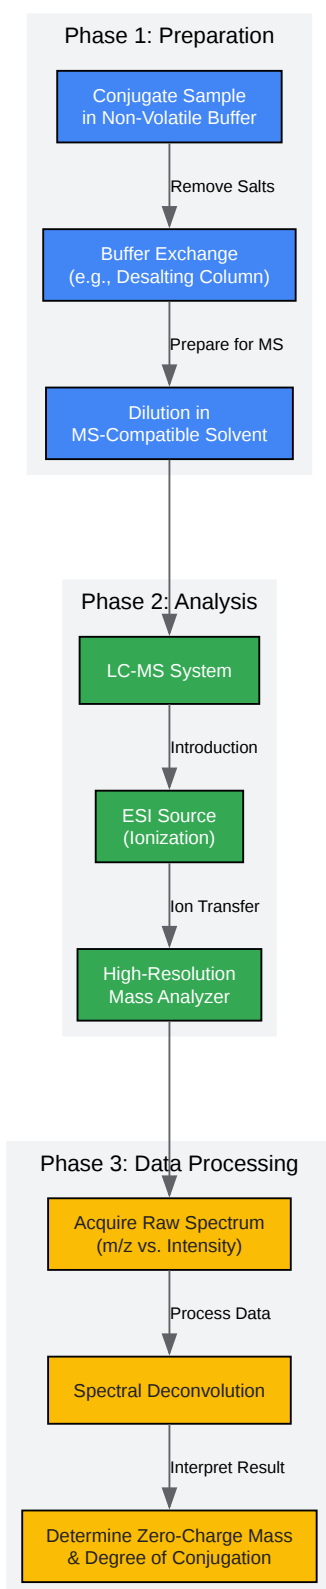 Phase 1: Preparation
Conjugate Sample
in Non-Volatile Buffer
Remove Salts
Buffer Exchange
(e.g., Desalting Column)
Prepare for MS
Dilution in
MS-Compatible Solvent
Phase 2: Analysis
LC-MS System
Introduction
ESI Source
(Ionization)
Ion Transfer
High-Resolution
Mass Analyzer
Phase 3: Data Processing
Acquire Raw Spectrum
(m/z vs. Intensity)
Process Data
Spectral Deconvolution
Interpret Result
Determine Zero-Charge Mass
& Degree of Conjugation